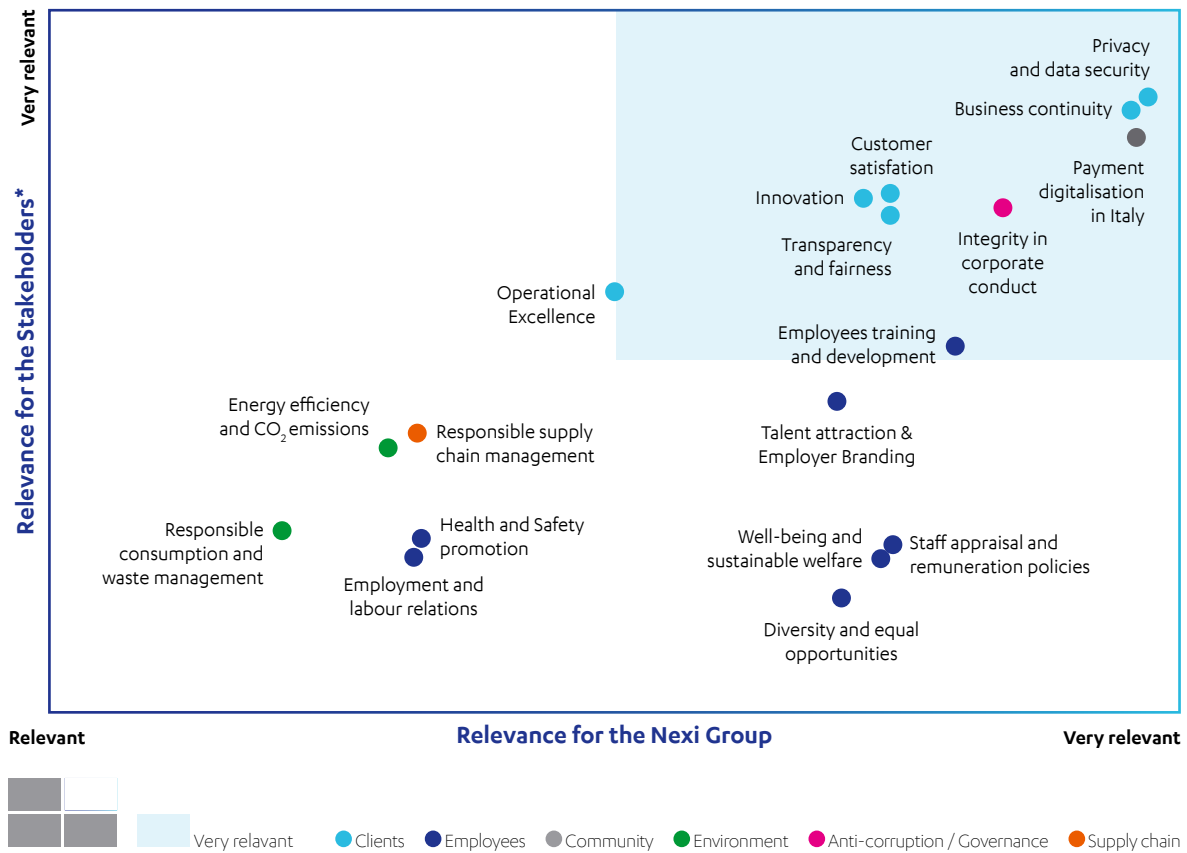 Very relevant
Relevance for the Stakeholders*
Privacy
and data security
Business continuity
Customer
satisfation
Innovation
Payment
digitalisation
in Italy
Transparency
and fairness
Integrity in
corporate
conduct
Operational
Excellence
Employees training
and development
Energy efficiency
and CO2 emissions
Responsible supply
chain management
Talent attraction &
Employer Branding
Responsible
consumption and
waste management
Health and Safety
promotion
Employment and
labour relations
Well-being and
sustainable welfare
Staff appraisal and
remuneration policies
Diversity and equal
opportunities
Relevant
Relevance for the Nexi Group
Very relevant
Very relavant
Clients
Employees
Community
Environment
Anti-corruption / Governance
Supply chain